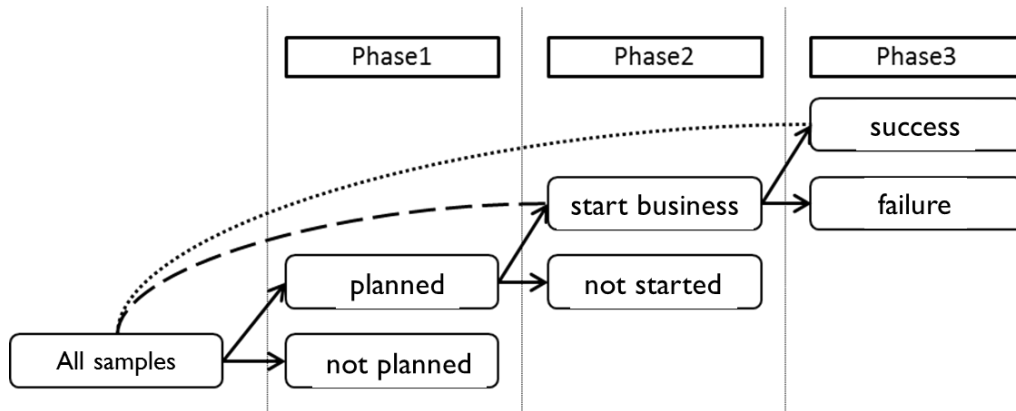 Phase1
Phase2
Phase3
success
start business
failure
planned
not started
All samples
not planned